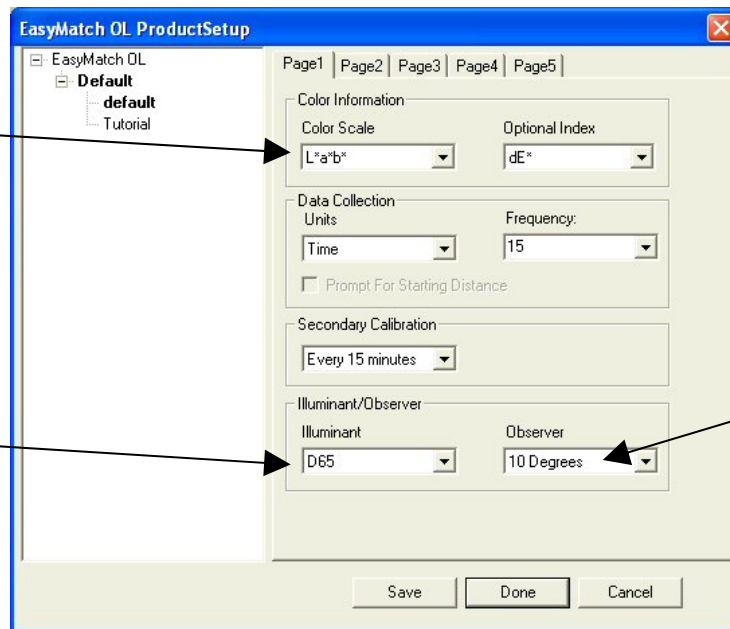 EasyMatch OL ProductSetup
EasyMatch OL
Default
default
Tutorial
Page1 Page2 Page3 Page4 Page5
Color Information
Color Scale Optional Index
L*a*b* dE*
Data Collection
Units Frequency:
Time 15
Prompt For Starting Distance
Secondary Calibration
Every 15 minutes
Illuminant/Observer
Illuminant Observer
D65 10 Degrees
Save Done Cancel